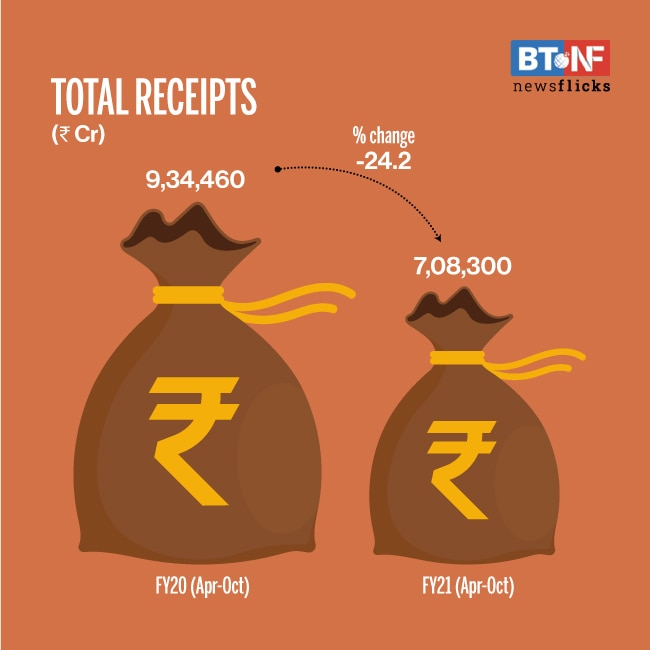 BT NF
newsflicks
TOTAL RECEIPTS
(₹ Cr)
% change
-24.2
9,34,460
7,08,300
₹
₹
FY20 (Apr-Oct)
FY21 (Apr-Oct)